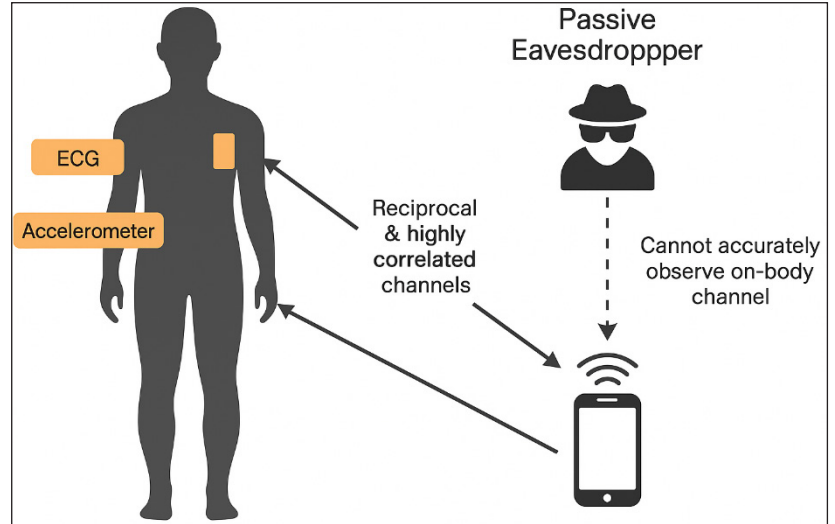 Passive
Eavesdroppper
ECG
Accelerometer
Reciprocal
& highly
correlated
channels
Cannot accurately
observe on-body
channel